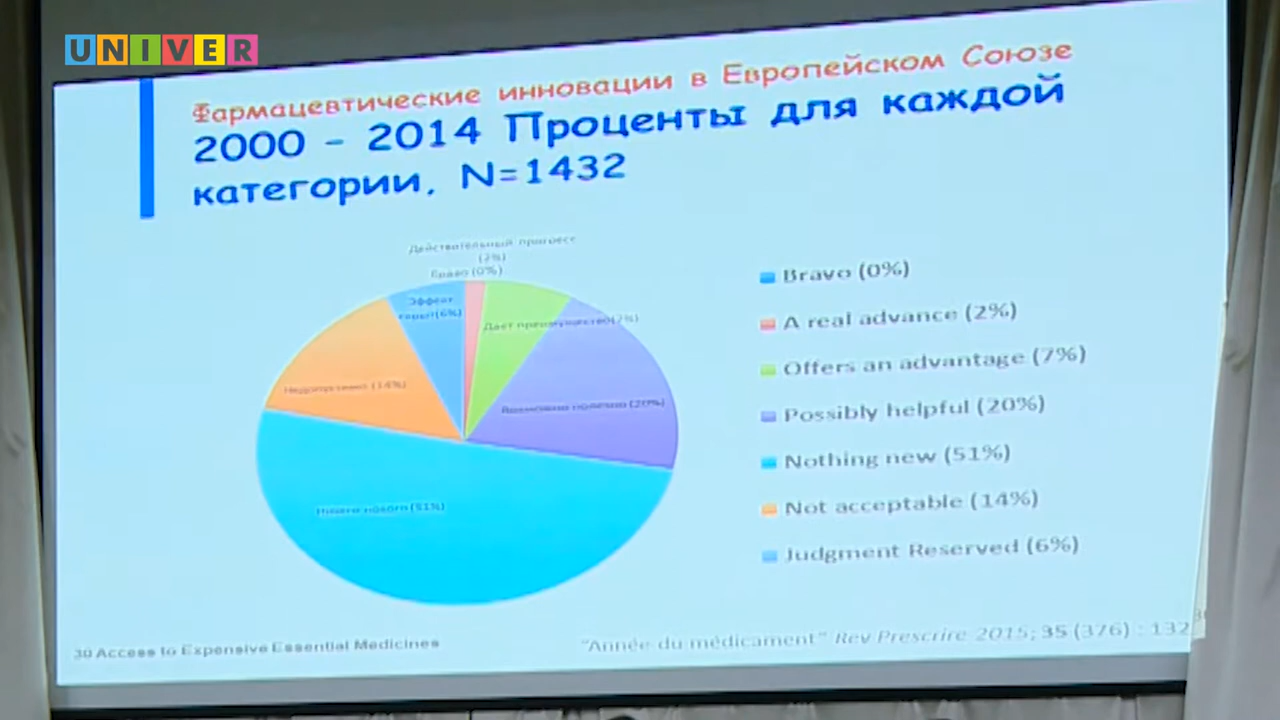 UNIVER
Фармацевтические инновации в Европейском Союзе
2000 - 2014 Проценты для каждой
категории, N=1432
Действительный прогресс
(2%)
Браво (0%)
Эффект
(6%)
Дает преимущество(7%)
Возможно полезно (20%)
Недопустимо (14%)
Ничего нового (51%)
Bravo (0%)
A real advance (2%)
Offers an advantage (7%)
Possibly helpful (20%)
Nothing new (51%)
Not acceptable (14%)
Judgment Reserved (6%)
30 Access to Expensive Essential Medicines
"Année du médicament" Rev Prescrire 2015; 35 (376) : 132